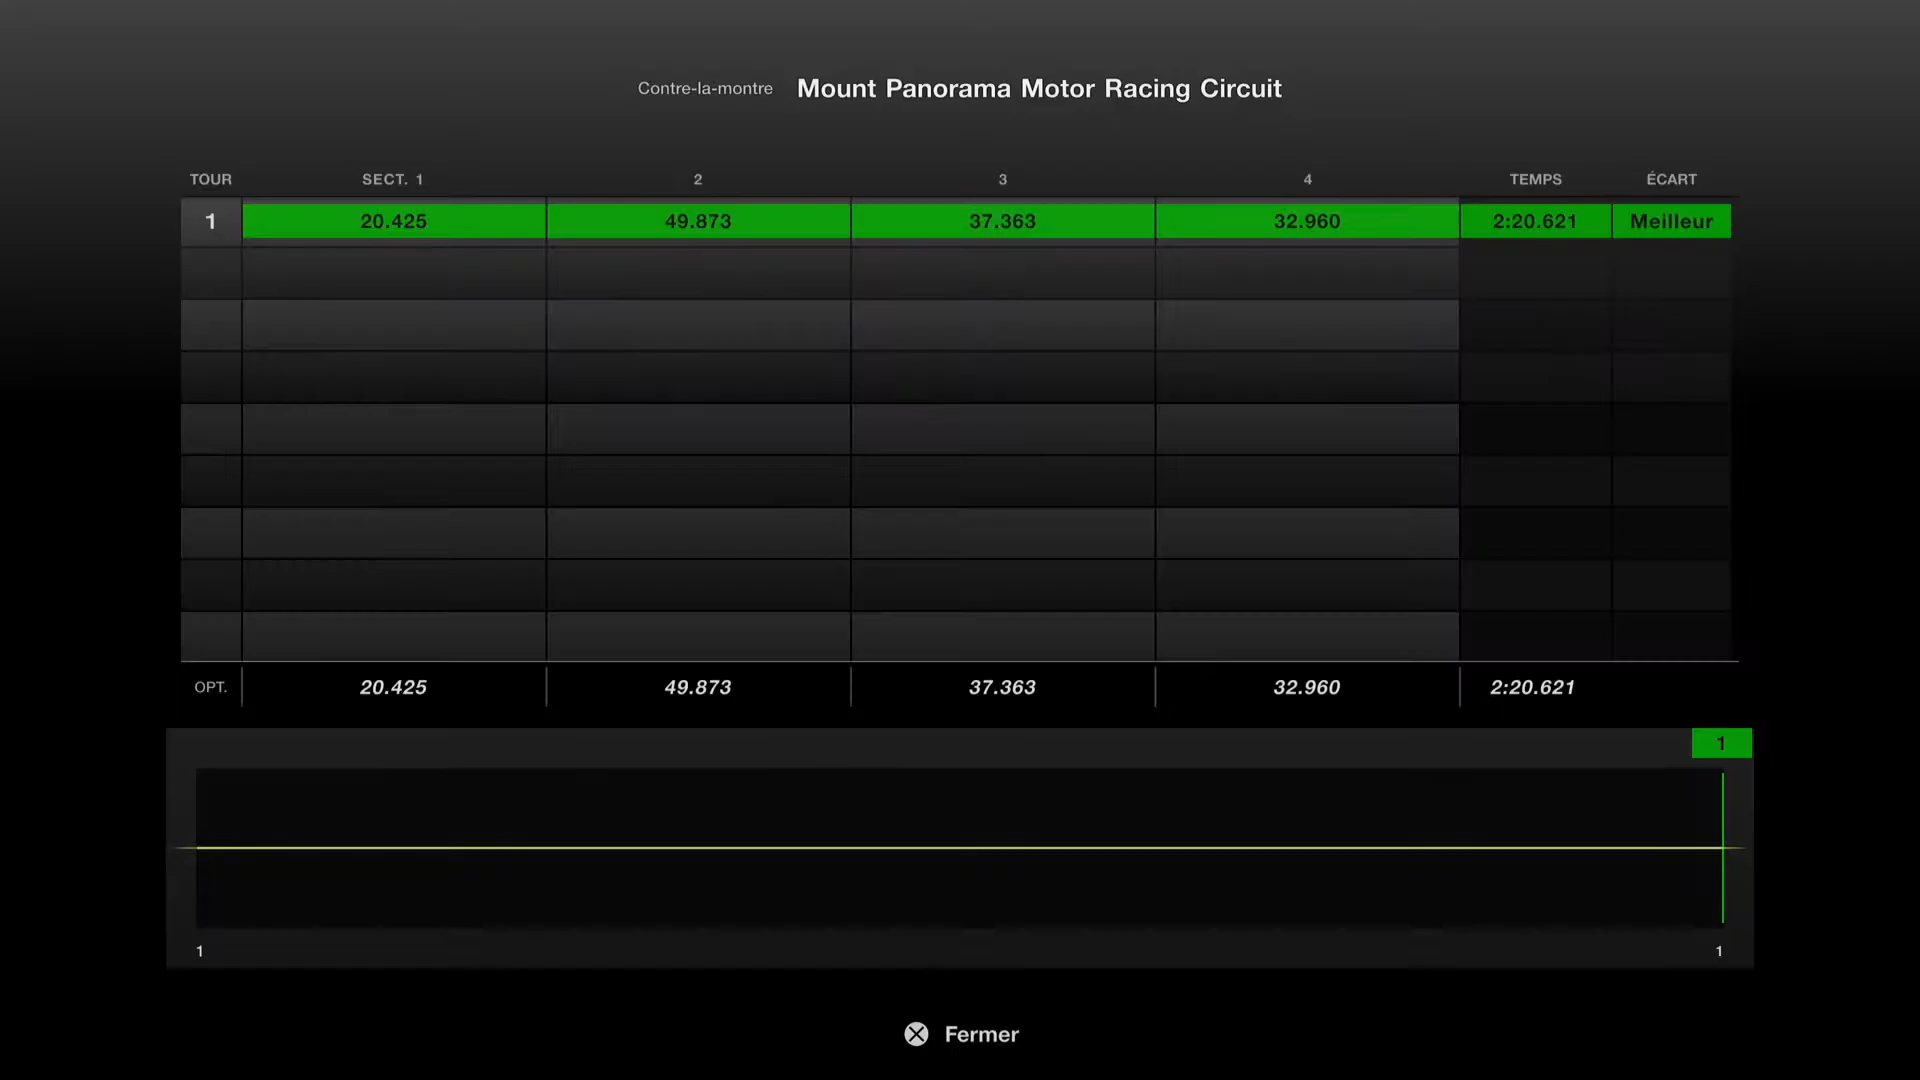 Contre-la-montre Mount Panorama Motor Racing Circuit
TOUR SECT. 1 2 3 4 TEMPS ÉCART
1 20.425 49.873 37.363 32.960 2:20.621 Meilleur
OPT. 20.425 49.873 37.363 32.960 2:20.621
1
1 1
Fermer